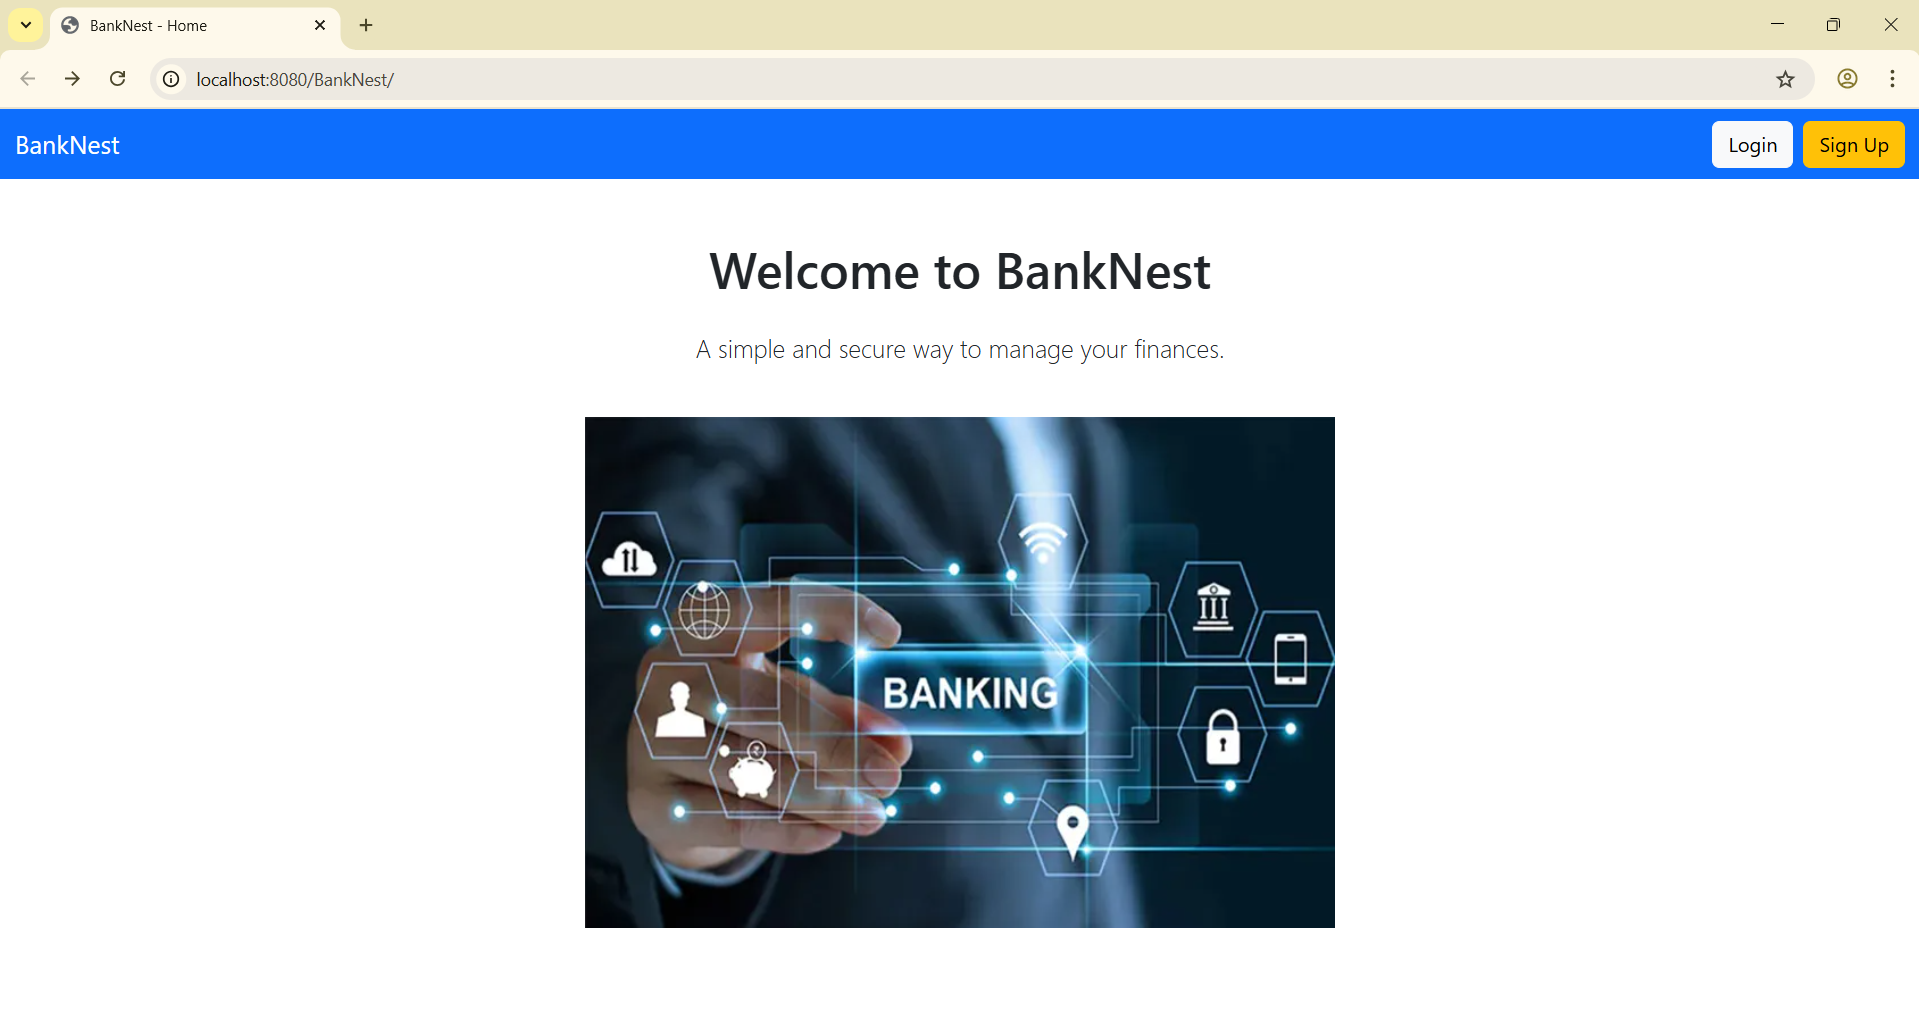 BankNest - Home
localhost:8080/BankNest/
BankNest
Login
Sign Up
Welcome to BankNest
A simple and secure way to manage your finances.
BANKING
₹